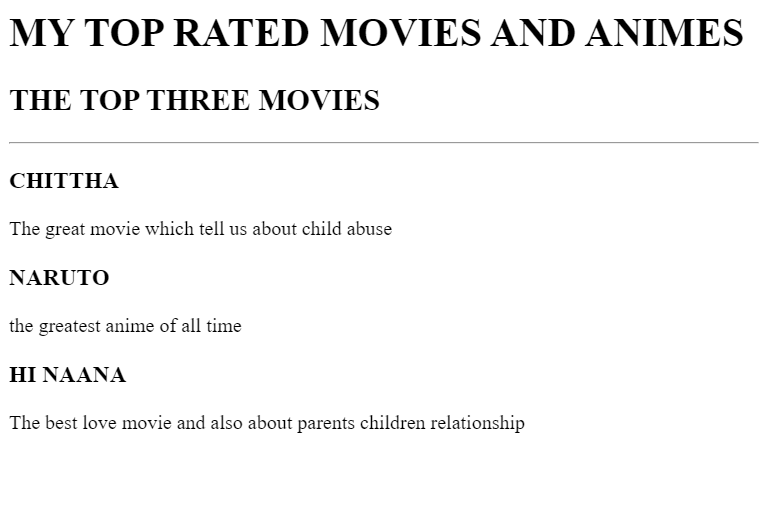 MY TOP RATED MOVIES AND ANIMES
THE TOP THREE MOVIES
CHITTHA
The great movie which tell us about child abuse
NARUTO
the greatest anime of all time
HI NAANA
The best love movie and also about parents children relationship